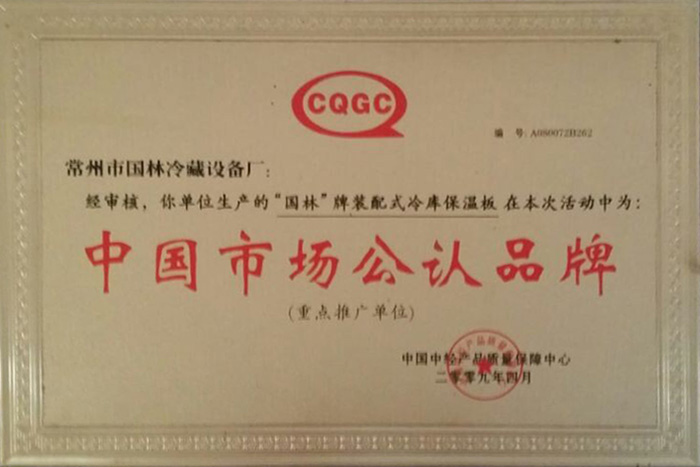 CQGC
编 号: A080072B262
常州市国林冷藏设备厂:
经审核, 你单位生产的“国林”牌装配式冷库保温板 在本次活动中为:
中国市场公认品牌
(重点推广单位)
中国中轻产品质量保障中心
二零零九年四月